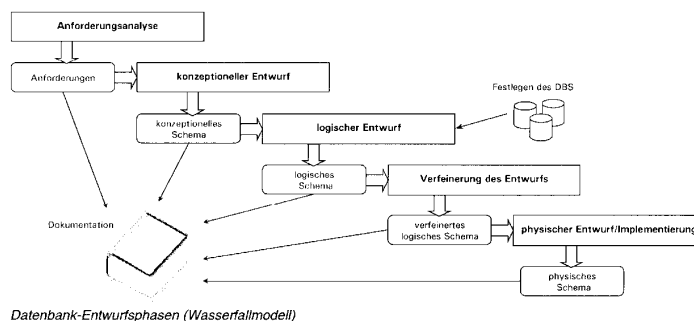 Anforderungsanalyse
Anforderungen
konzeptioneller Entwurf
Festlegen des DBS
konzeptionelles
Schema
logischer Entwurf
logisches
Schema
Verfeinerung des Entwurfs
Dokumentation
verfeinertes
logisches Schema
physischer Entwurf/Implementierung
physisches
Schema
Datenbank-Entwurfsphasen (Wasserfallmodell)